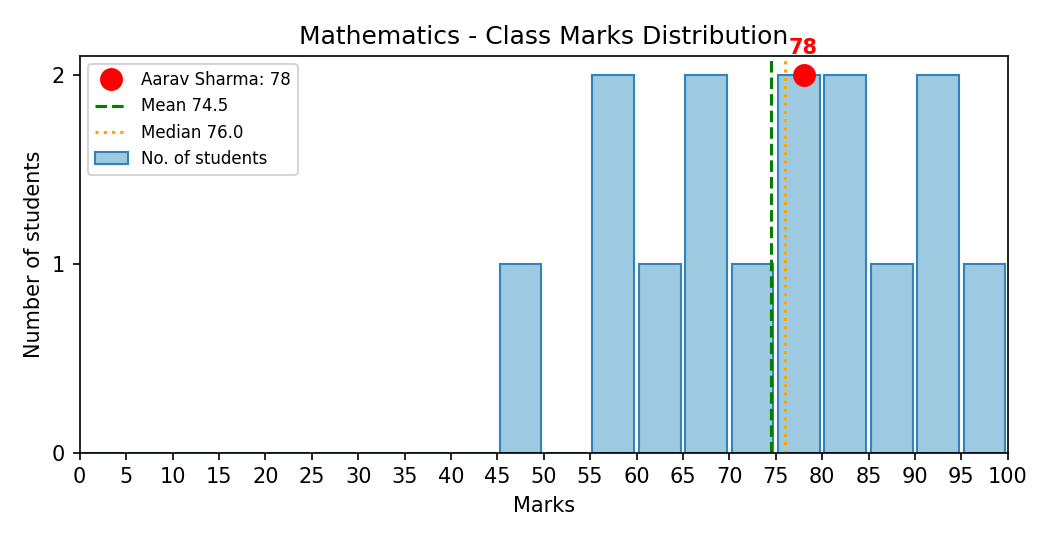 Mathematics - Class Marks Distribution
78
Aarav Sharma: 78
Mean 74.5
Median 76.0
No. of students
Number of students
2
1
0
0 5 10 15 20 25 30 35 40 45 50 55 60 65 70 75 80 85 90 95 100
Marks